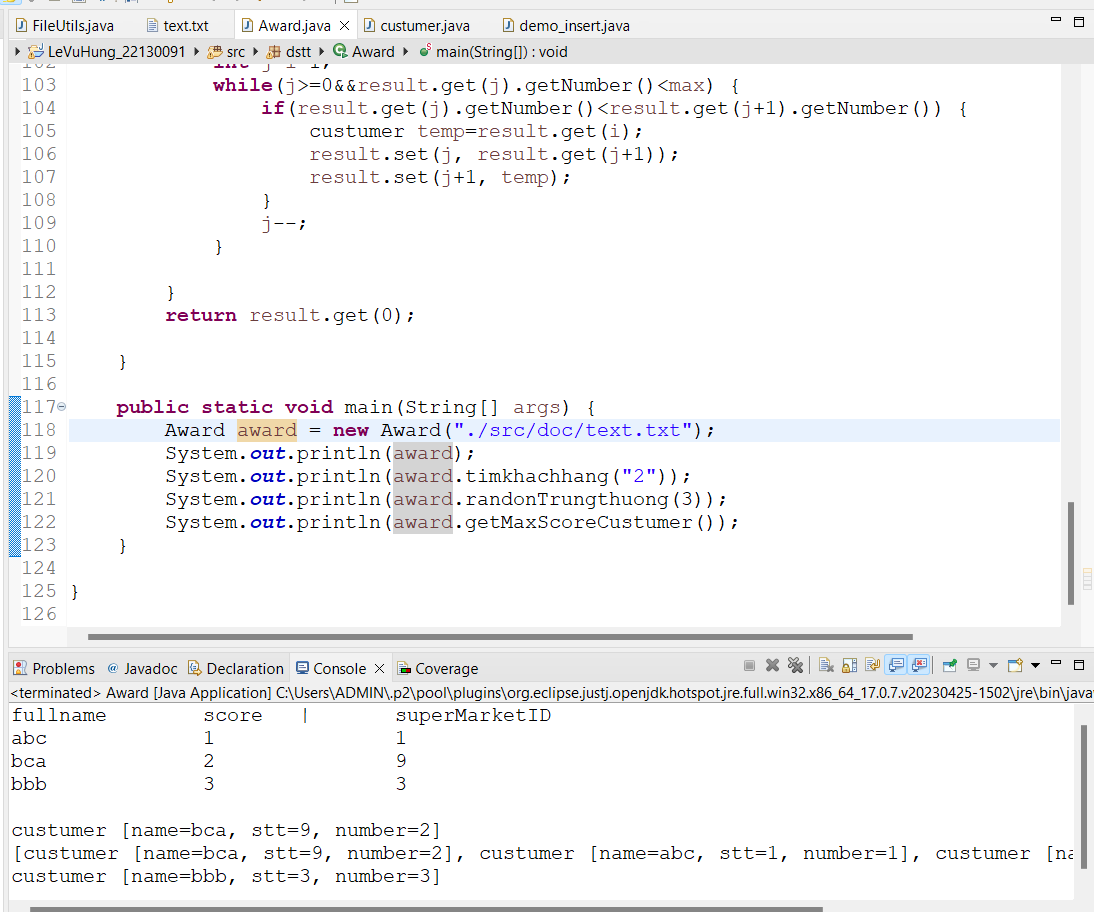 FileUtils.java text.txt Award.java custumer.java demo_insert.java
LeVuHung_22130091 src dstt Award main(String[]) : void
103 while(j>=0&&result.get(j).getNumber()<max) {
104 if(result.get(j).getNumber()<result.get(j+1).getNumber()) {
105 custumer temp=result.get(i);
106 result.set(j, result.get(j+1));
107 result.set(j+1, temp);
108 }
109 j--;
110 }
111
112 }
113 return result.get(0);
114
115 }
116
117 public static void main(String[] args) {
118 Award award = new Award("./src/doc/text.txt");
119 System.out.println(award);
120 System.out.println(award.timkhachhang("2"));
121 System.out.println(award.randonTrungthuong(3));
122 System.out.println(award.getMaxScoreCustumer());
123 }
124
125 }
126
Problems Javadoc Declaration Console Coverage
<terminated> Award [Java Application] C:\Users\ADMIN\.p2\pool\plugins\org.eclipse.justj.openjdk.hotspot.jre.full.win32.x86_64_17.0.7.v20230425-1502\jre\bin\java
fullname score | superMarketID
abc 1 1
bca 2 9
bbb 3 3
custumer [name=bca, stt=9, number=2]
[custumer [name=bca, stt=9, number=2], custumer [name=abc, stt=1, number=1], custumer [na
custumer [name=bbb, stt=3, number=3]